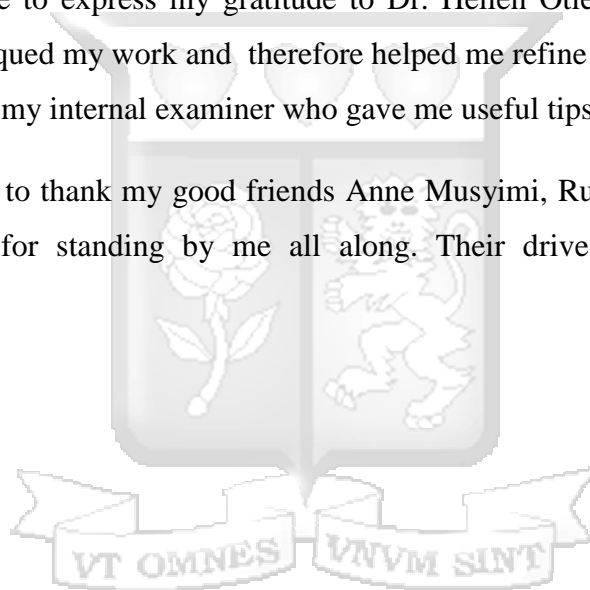 e to express my gratitude to Dr. Hellen Otie
qued my work and therefore helped me refine
my internal examiner who gave me useful tips
to thank my good friends Anne Musyimi, Ru
for standing by me all along. Their drive
VT OMNES VNVM SINT